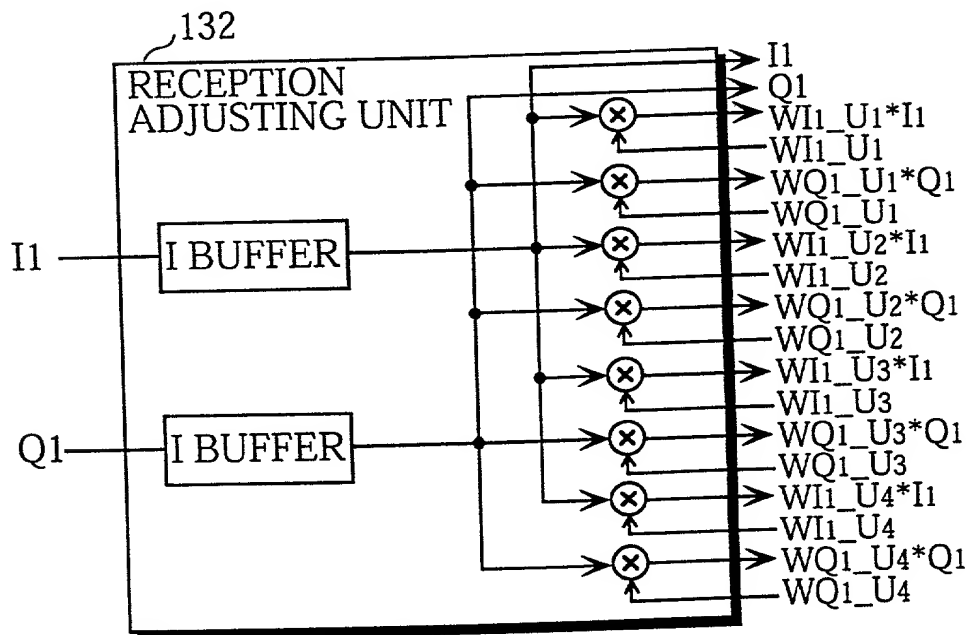 132
RECEPTION
ADJUSTING UNIT
I1
Q1
WI1_U1*I1
WI1_U1
WQ1_U1*Q1
WQ1_U1
WI1_U2*I1
I1
I BUFFER
WI1_U2
WQ1_U2*Q1
WQ1_U2
WI1_U3*I1
WI1_U3
Q1
I BUFFER
WQ1_U3*Q1
WQ1_U3
WI1_U4*I1
WI1_U4
WQ1_U4*Q1
WQ1_U4